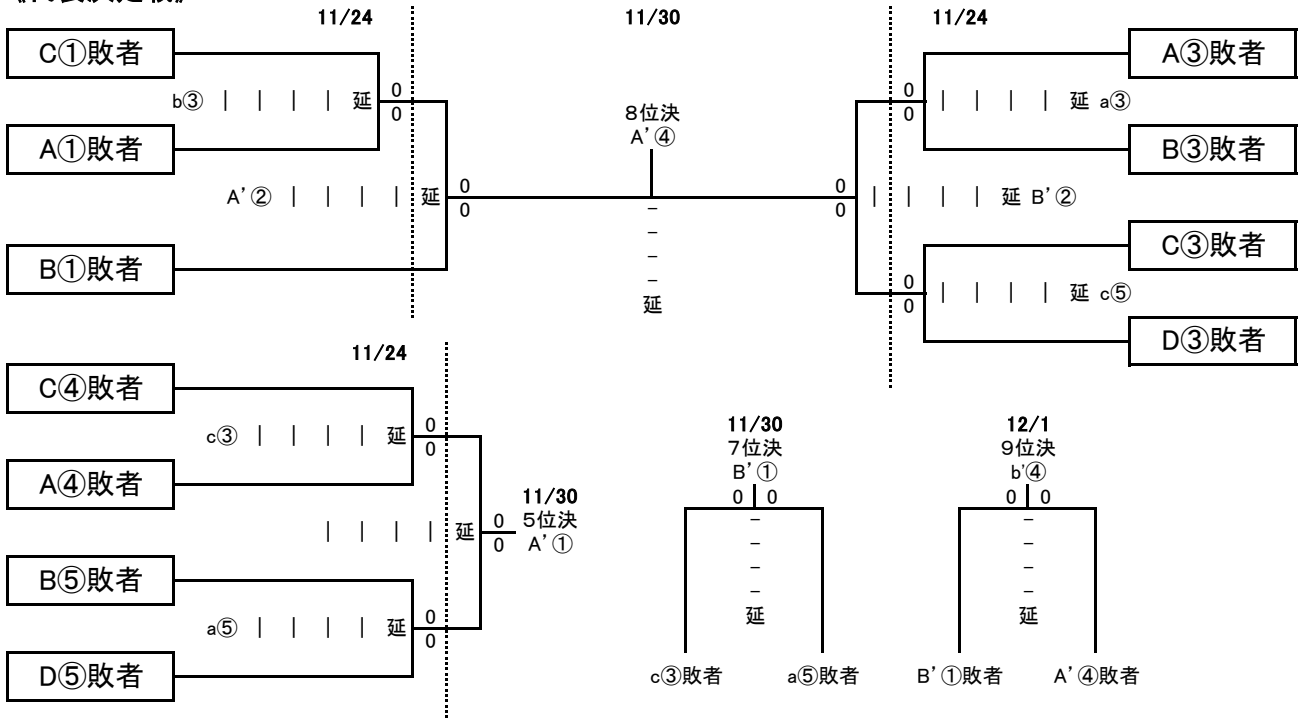 11/24
11/30
11/24
C①敗者
A③敗者
b③ | | | | 延 0
0
0 | | | | 延 a③
0
8位決
A'④
A①敗者
B③敗者
A'② | | | | 延 0
0
0 | | | | 延 B'②
0
–
–
–
–
延
B①敗者
C③敗者
0 | | | | 延 c⑤
0
D③敗者
11/24
C④敗者
c③ | | | | 延 0
0
A④敗者
| | | | 延 0
0
11/30
5位決
A'①
B⑤敗者
a⑤ | | | | 延 0
0
D⑤敗者
11/30
7位決
B'①
0 0
–
–
–
–
延
c③敗者 a⑤敗者
12/1
9位決
b'④
0 0
–
–
–
–
延
B'①敗者 A'④敗者